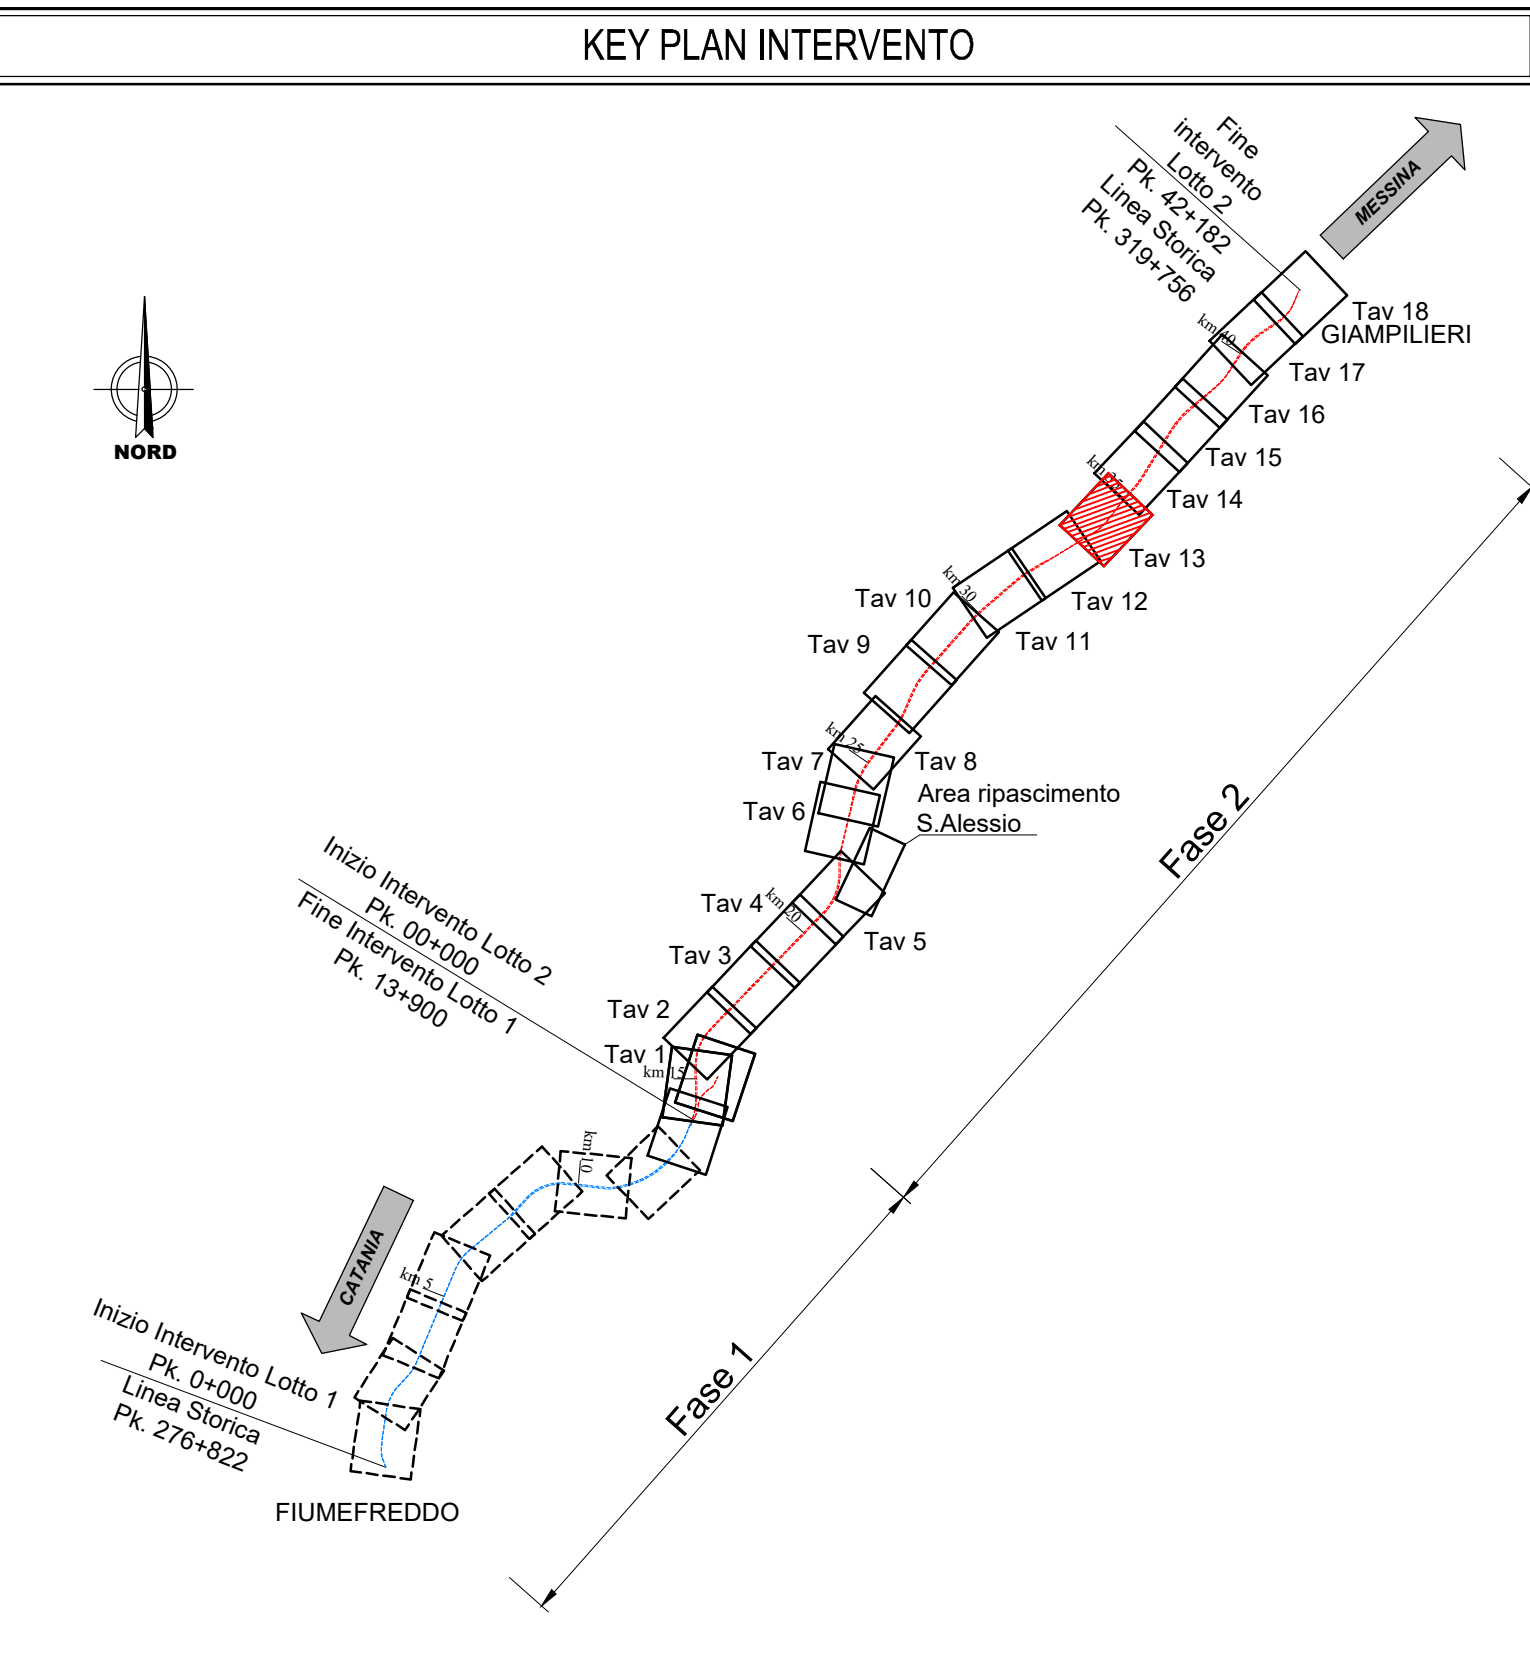 KEY PLAN INTERVENTO
Fine
intervento
Lotto 2
Pk. 42+182
Linea Storica
Pk. 319+756
MESSINA
NORD
Tav 18
GIAMPILIERI
km 40
Tav 17
Tav 16
Tav 15
km 35
Tav 14
Tav 13
km 30
Tav 10
Tav 12
Tav 9
Tav 11
km 25
Tav 7
Tav 8
Area ripascimento
S.Alessio
Tav 6
Fase 2
Inizio Intervento Lotto 2
Pk. 00+000
Fine Intervento Lotto 1
Pk. 13+900
Tav 4
km 20
Tav 5
Tav 3
Tav 2
Tav 1
km 15
km 10
CATANIA
km 5
Inizio Intervento Lotto 1
Pk. 0+000
Linea Storica
Pk. 276+822
Fase 1
FIUMEFREDDO